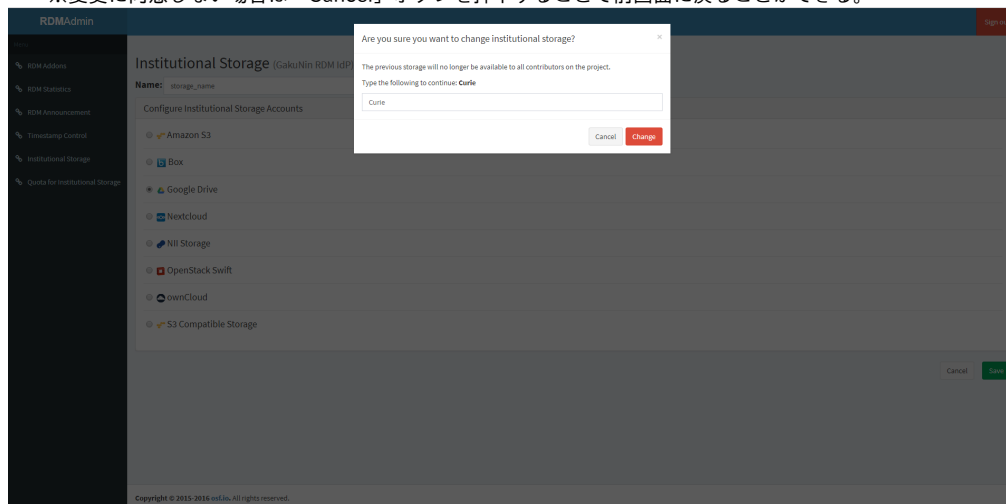 ※変更に同意しない場合は「Cancel」ボタンを押下することで前画面に戻ることができる。
RDMAdmin
Sign out
RDM Addons
RDM Statistics
RDM Announcement
Timestamp Control
Institutional Storage
Quota for Institutional Storage
Institutional Storage (GakuNin RDM IdP)
Name: storage_name
Configure Institutional Storage Accounts
Amazon S3
Box
Google Drive
Nextcloud
NII Storage
OpenStack Swift
ownCloud
S3 Compatible Storage
Are you sure you want to change institutional storage?
×
The previous storage will no longer be available to all contributors on the project.
Type the following to continue: Curie
Curie
Cancel Change
Cancel Save
Copyright © 2015-2016 osf.io. All rights reserved.